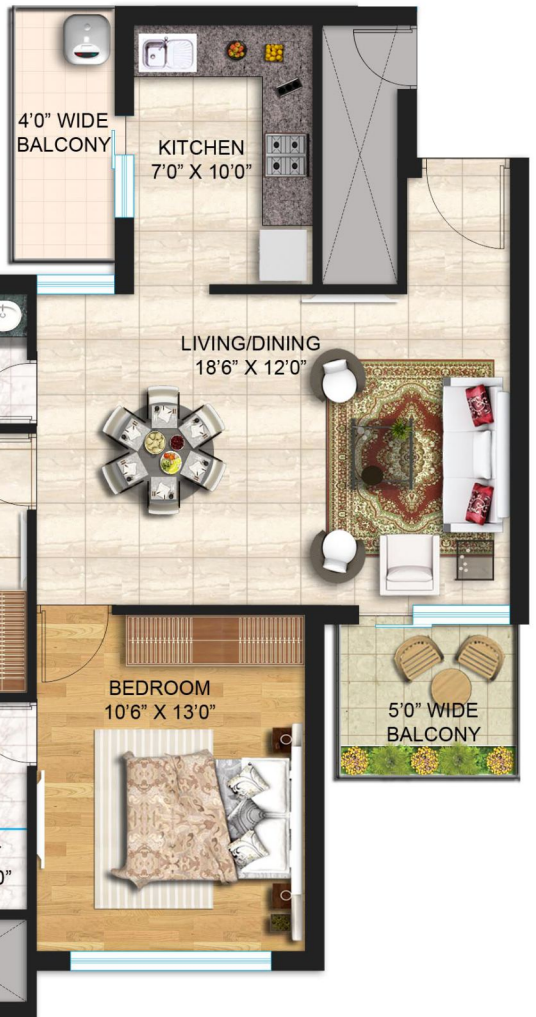 4'0" WIDE
BALCONY
KITCHEN
7'0" X 10'0"
LIVING/DINING
18'6" X 12'0"
BEDROOM
10'6" X 13'0"
5'0" WIDE
BALCONY
0"